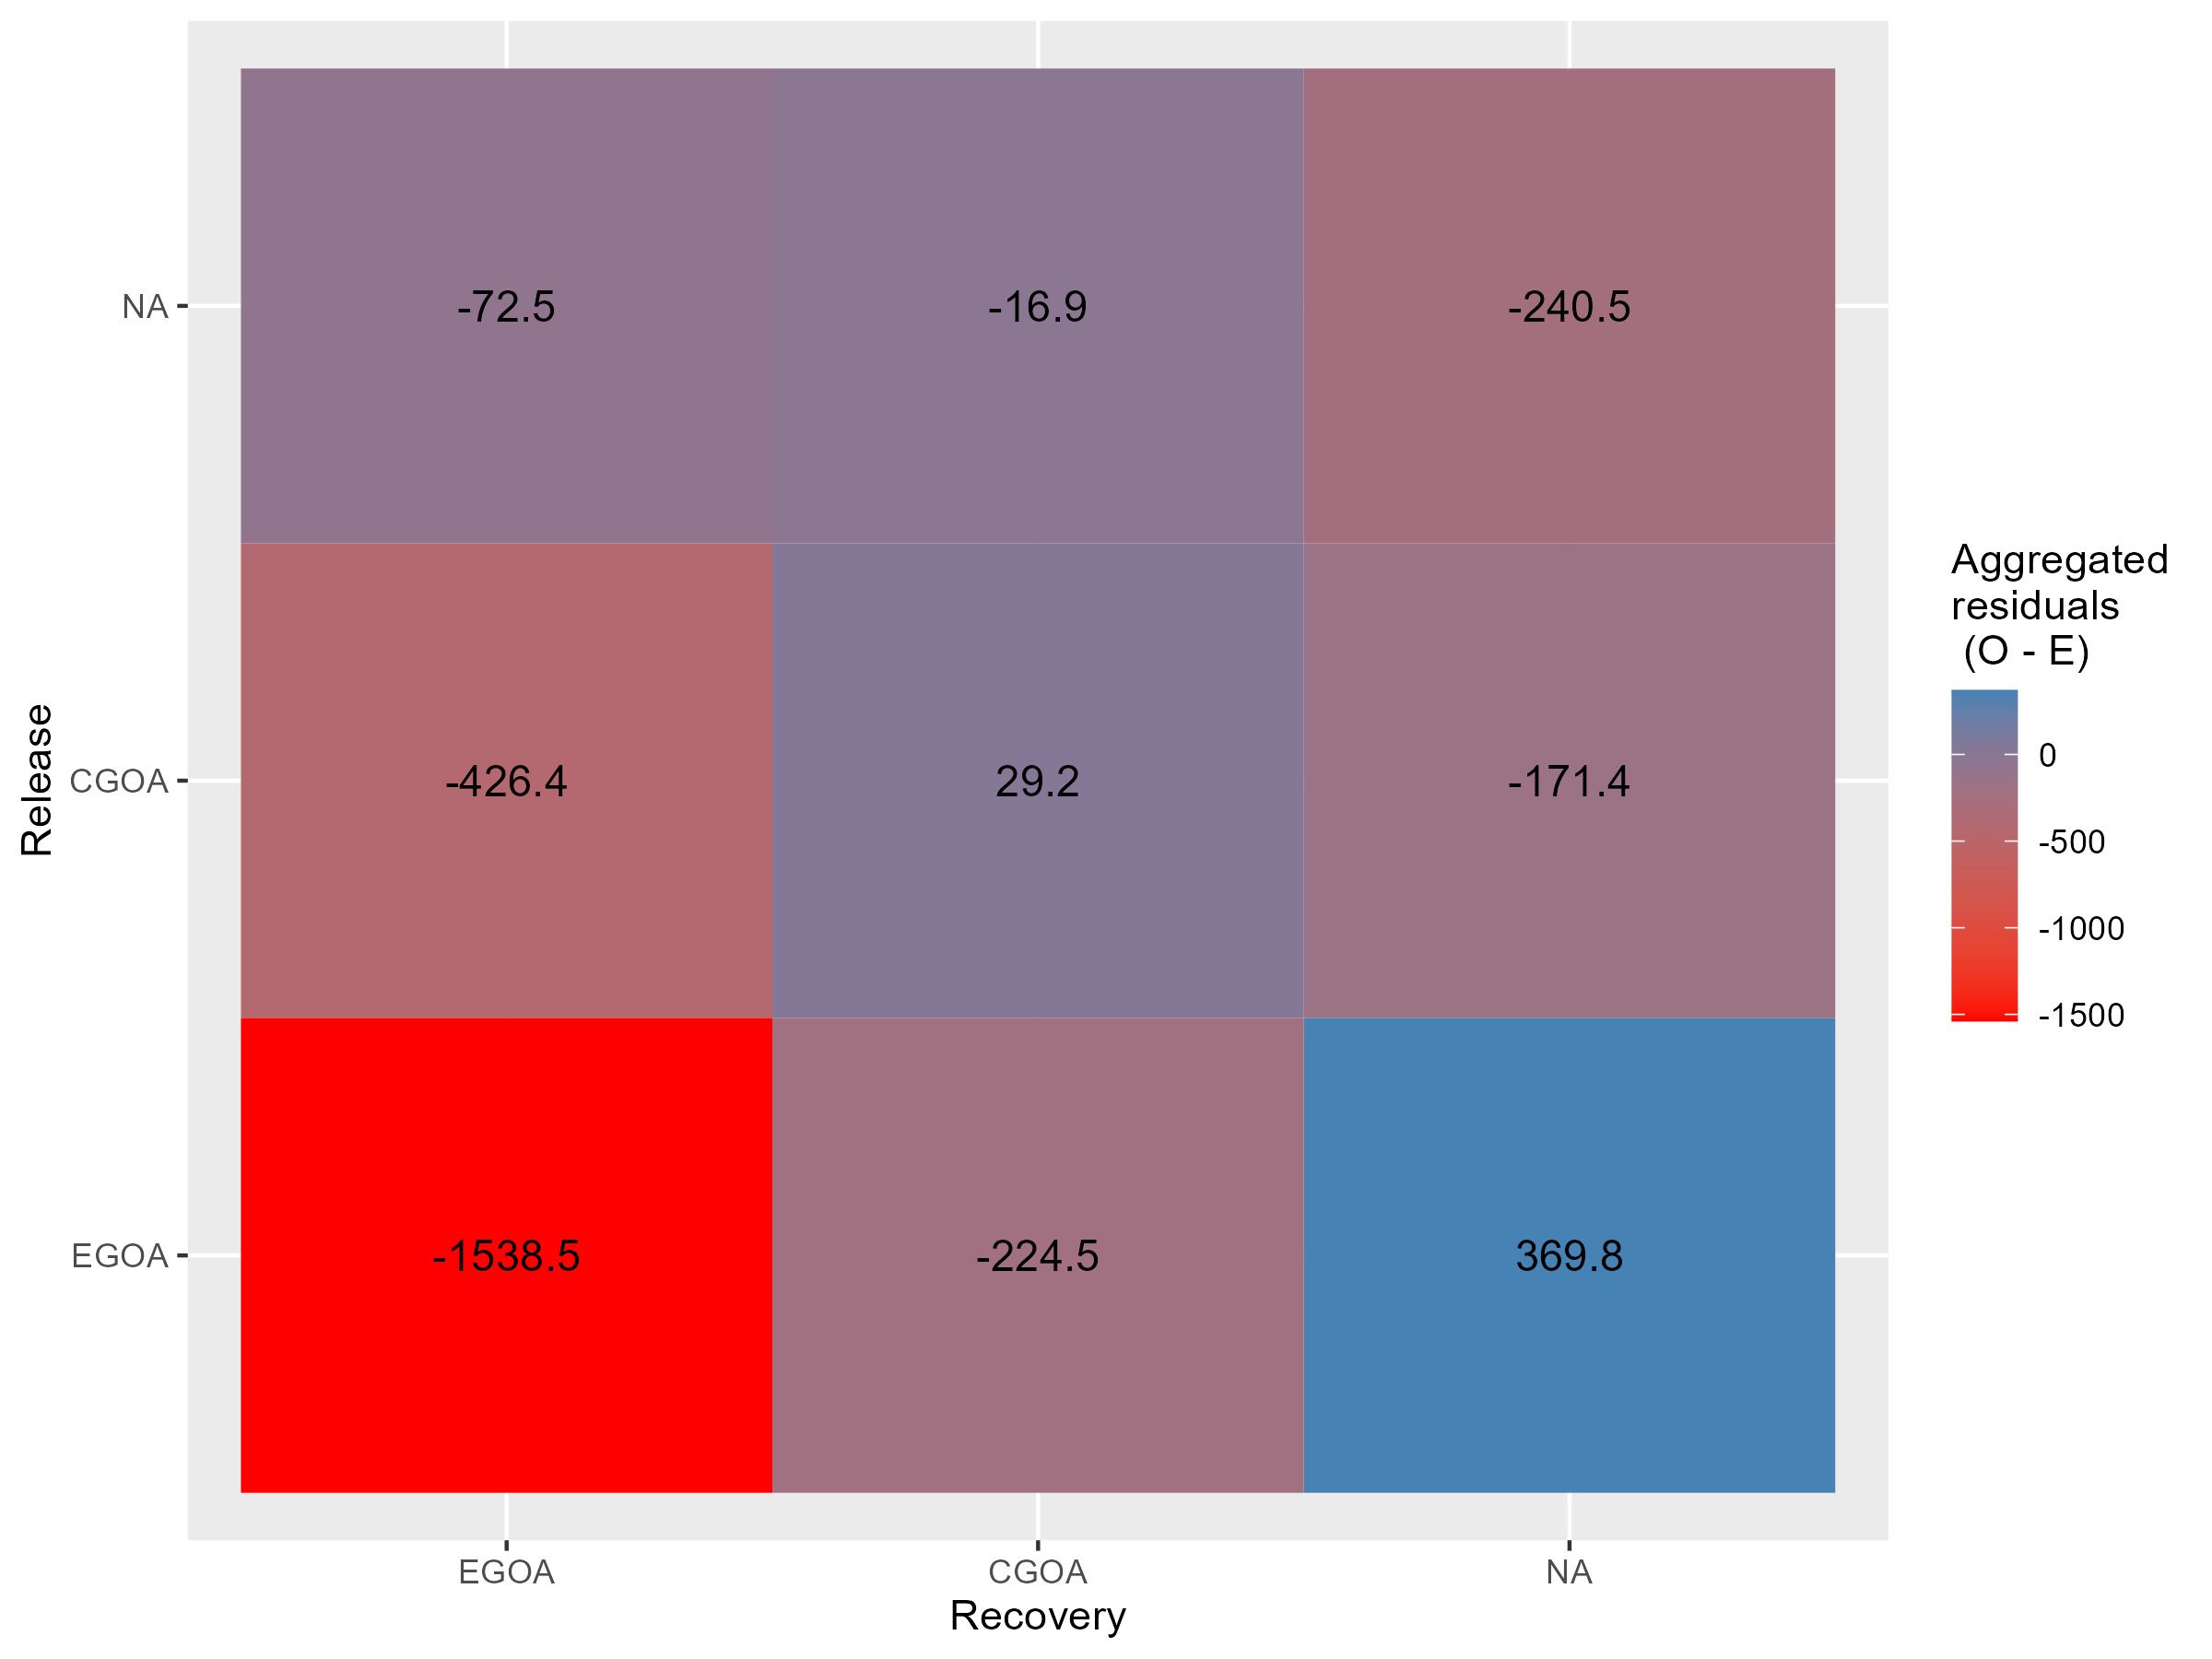 NA
-72.5
-16.9
-240.5
CGOA
-426.4
29.2
-171.4
EGOA
-1538.5
-224.5
369.8
EGOA
CGOA
NA
Recovery
Release
Aggregated
residuals
(O - E)
0
-500
-1000
-1500